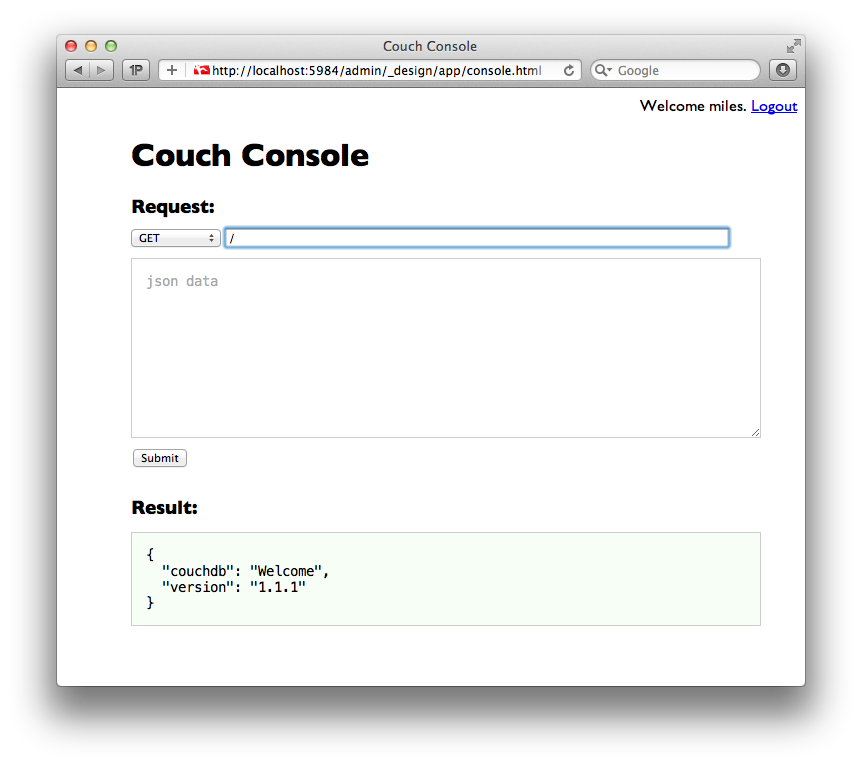 Couch Console
1P
+
http://localhost:5984/admin/_design/app/console.html
Google
Welcome miles. Logout
Couch Console
Request:
GET
/
json data
Submit
Result:
{
"couchdb": "Welcome",
"version": "1.1.1"
}